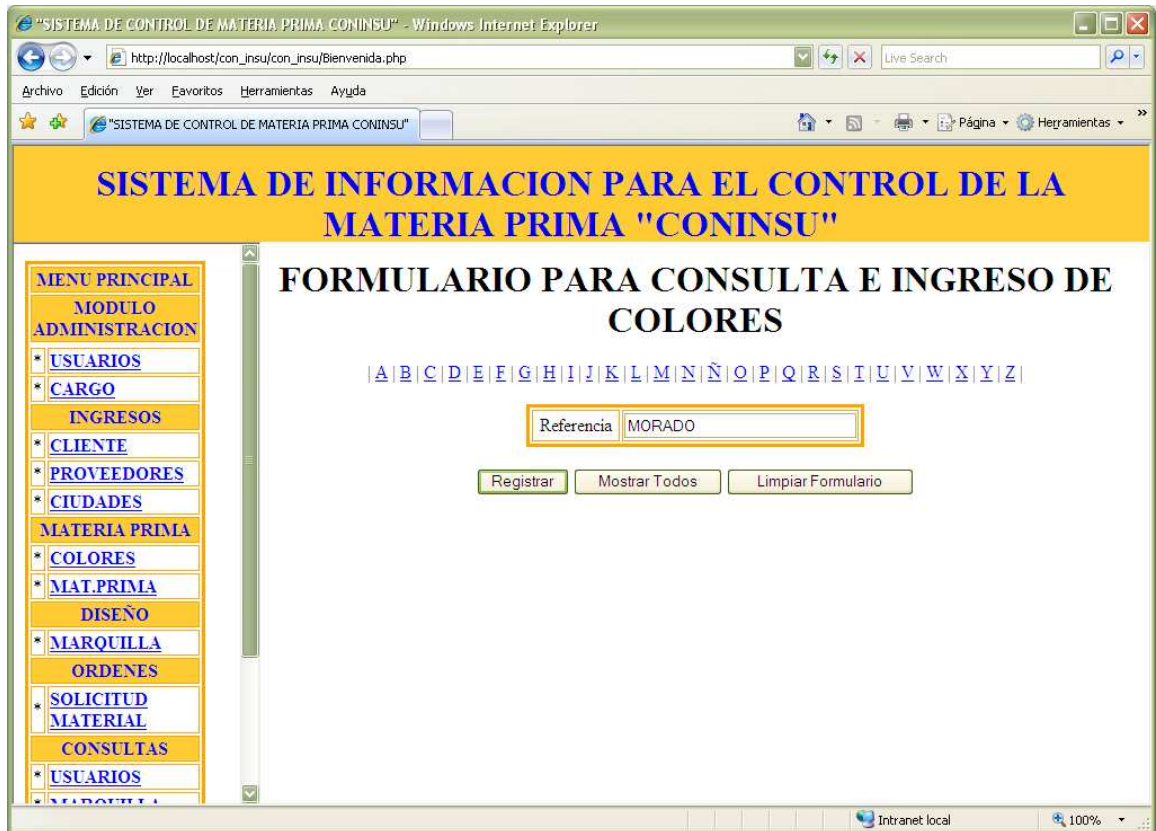 "SISTEMA DE CONTROL DE MATERIA PRIMA CONINSU" - Windows Internet Explorer
http://localhost/con_insu/con_insu/Bienvenida.php
Live Search
Archivo Edición Ver Favoritos Herramientas Ayuda
"SISTEMA DE CONTROL DE MATERIA PRIMA CONINSU"
Página Herramientas »
SISTEMA DE INFORMACION PARA EL CONTROL DE LA
MATERIA PRIMA "CONINSU"
MENU PRINCIPAL
MODULO
ADMINISTRACION
* USUARIOS
* CARGO
INGRESOS
* CLIENTE
* PROVEEDORES
* CIUDADES
MATERIA PRIMA
* COLORES
* MAT.PRIMA
DISEÑO
* MARQUILLA
ORDENES
* SOLICITUD
MATERIAL
CONSULTAS
* USUARIOS
* MARQUILLA
FORMULARIO PARA CONSULTA E INGRESO DE
COLORES
| A | B | C | D | E | F | G | H | I | J | K | L | M | N | Ñ | O | P | Q | R | S | T | U | V | W | X | Y | Z |
Referencia MORADO
Registrar Mostrar Todos Limpiar Formulario
Intranet local 100%